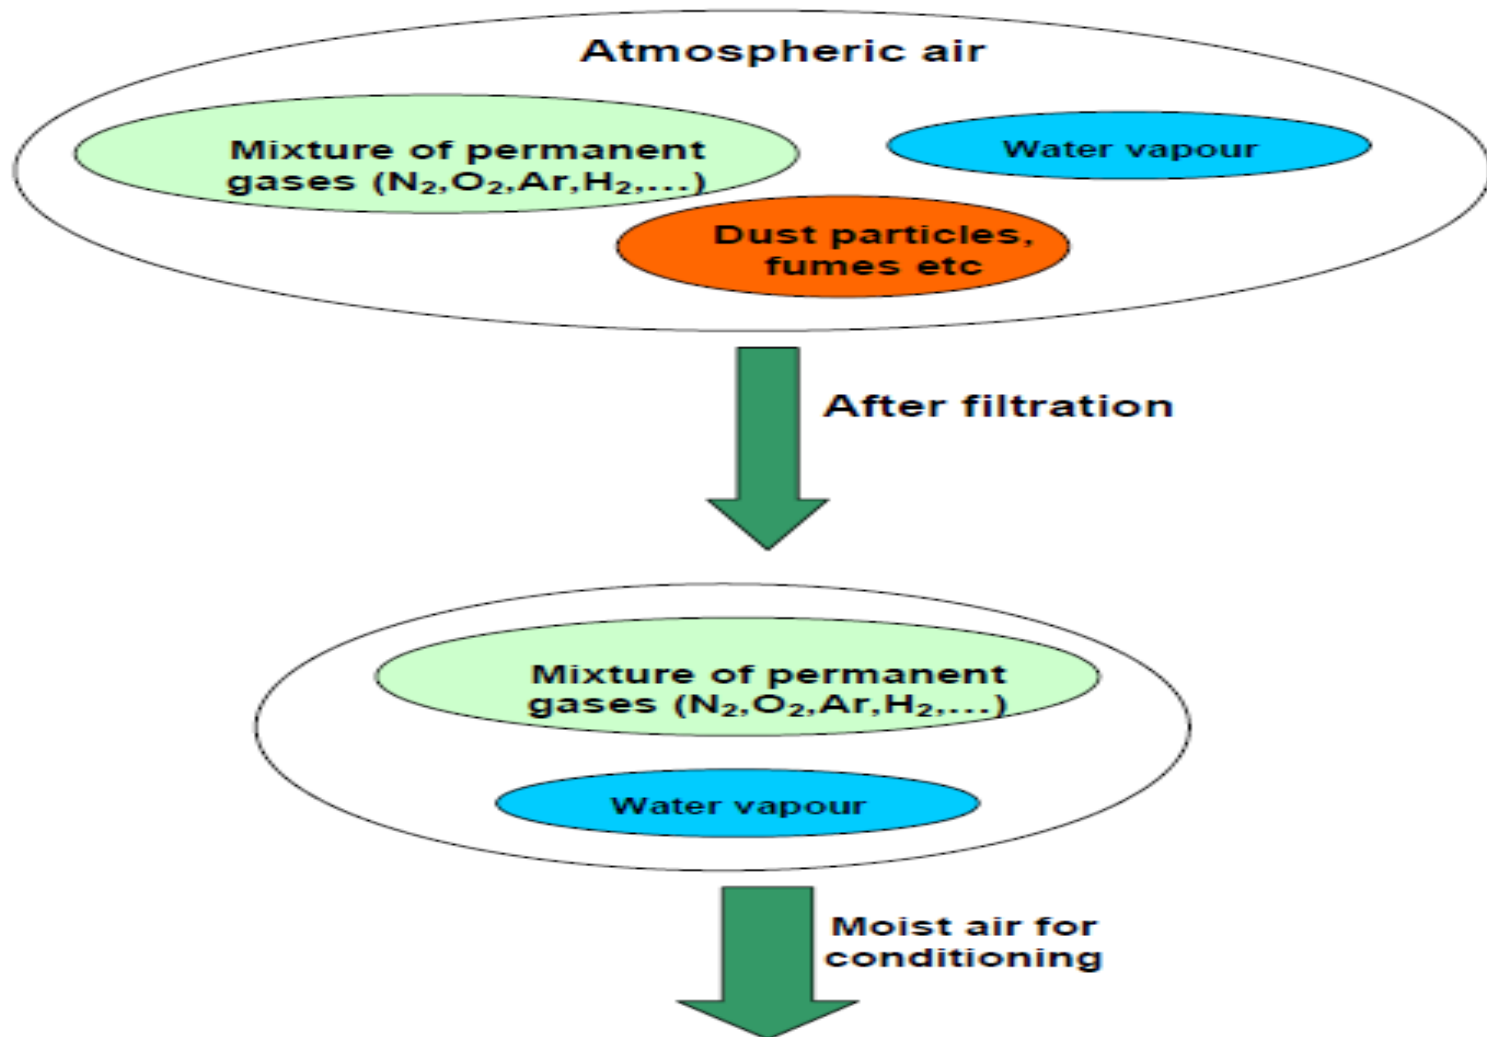 Atmospheric air
Mixture of permanent
gases (N₂,O₂,Ar,H₂,...)
Water vapour
Dust particles,
fumes etc
After filtration
Mixture of permanent
gases (N₂,O₂,Ar,H₂,...)
Water vapour
Moist air for
conditioning